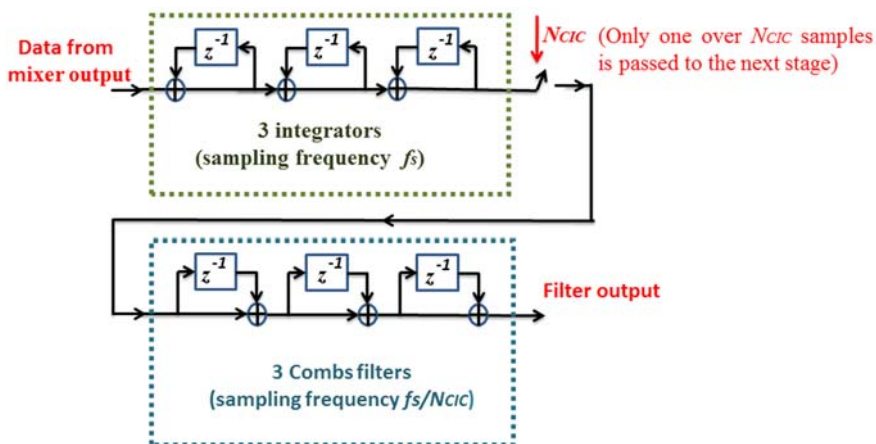 Data from
mixer output
z⁻¹
z⁻¹
z⁻¹
NCIC (Only one over NCIC samples
is passed to the next stage)
3 integrators
(sampling frequency fs)
z⁻¹
z⁻¹
z⁻¹
Filter output
3 Combs filters
(sampling frequency fs/NCIC)